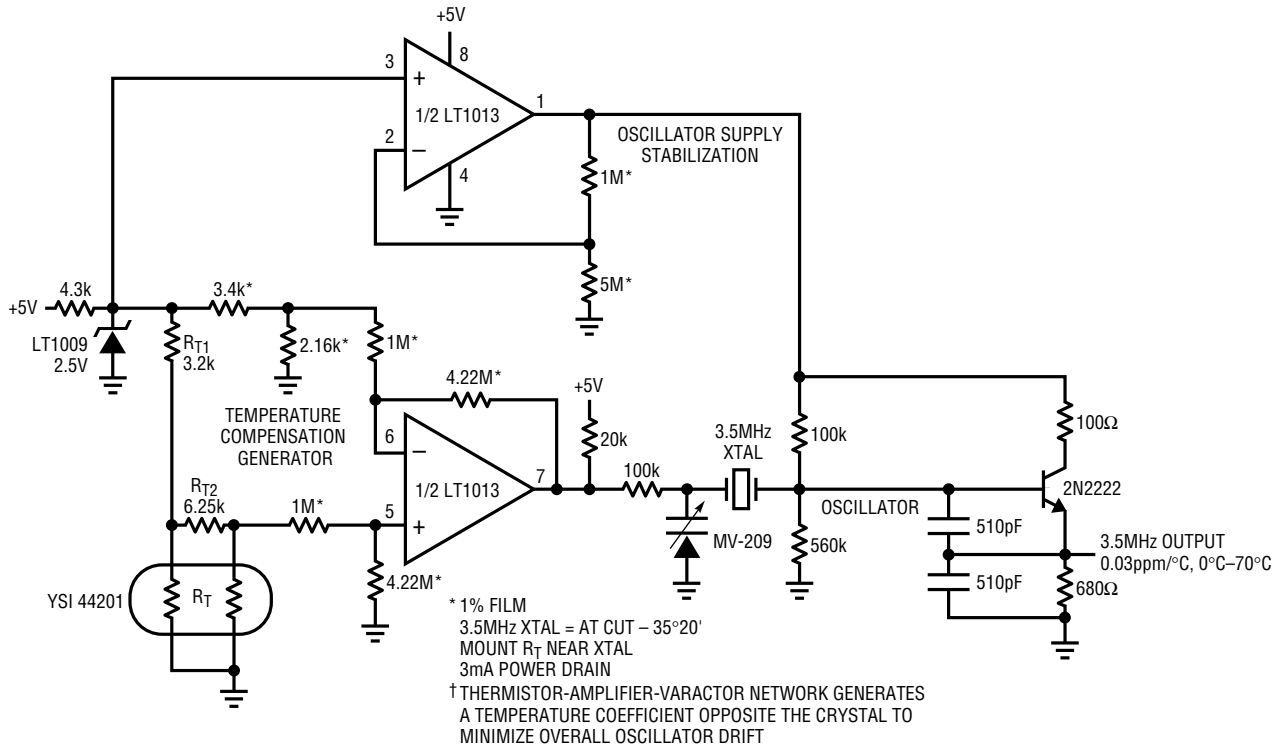 +5V
3
8
+
1/2 LT1013
1
2
–
4
OSCILLATOR SUPPLY
STABILIZATION
1M*
5M*
4.3k
+5V
3.4k*
LT1009
2.5V
RT1
3.2k
2.16k*
1M*
4.22M*
+5V
TEMPERATURE
COMPENSATION
GENERATOR
6
–
1/2 LT1013
7
5
+
20k
100k
3.5MHz
XTAL
100k
100Ω
RT2
6.25k
1M*
OSCILLATOR
2N2222
510pF
MV-209
560k
3.5MHz OUTPUT
0.03ppm/°C, 0°C–70°C
510pF
680Ω
4.22M*
YSI 44201
RT
* 1% FILM
3.5MHz XTAL = AT CUT – 35°20'
MOUNT RT NEAR XTAL
3mA POWER DRAIN
† THERMISTOR-AMPLIFIER-VARACTOR NETWORK GENERATES
A TEMPERATURE COEFFICIENT OPPOSITE THE CRYSTAL TO
MINIMIZE OVERALL OSCILLATOR DRIFT